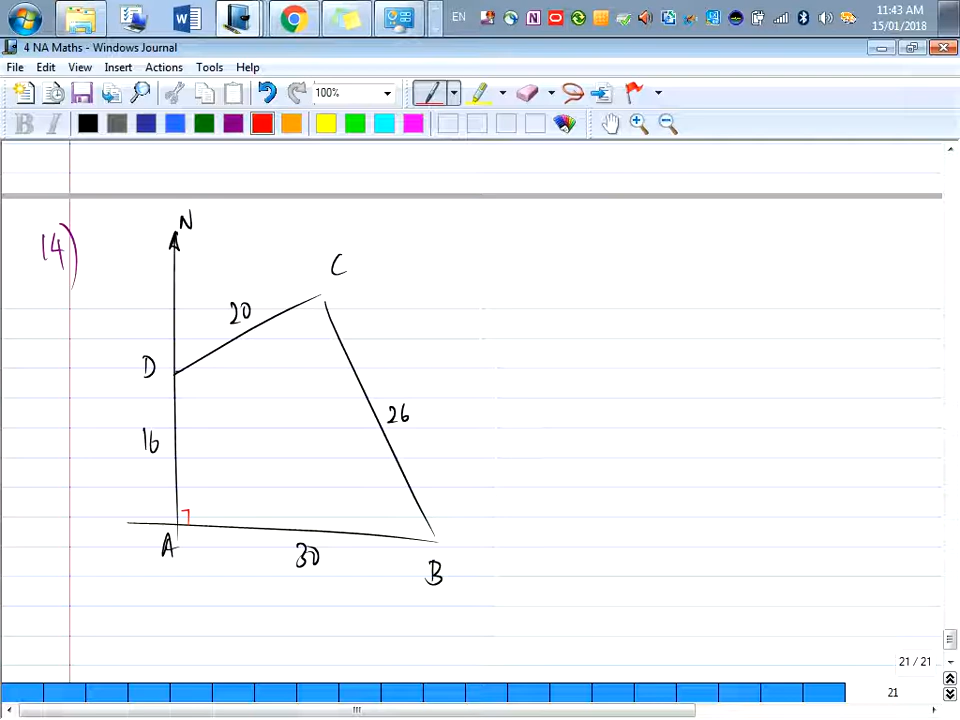 EN
11:43 AM
15/01/2018
4 NA Maths - Windows Journal
File Edit View Insert Actions Tools Help
100%
B I
14)
N
C
20
D
26
16
A
30
B
21 / 21
21